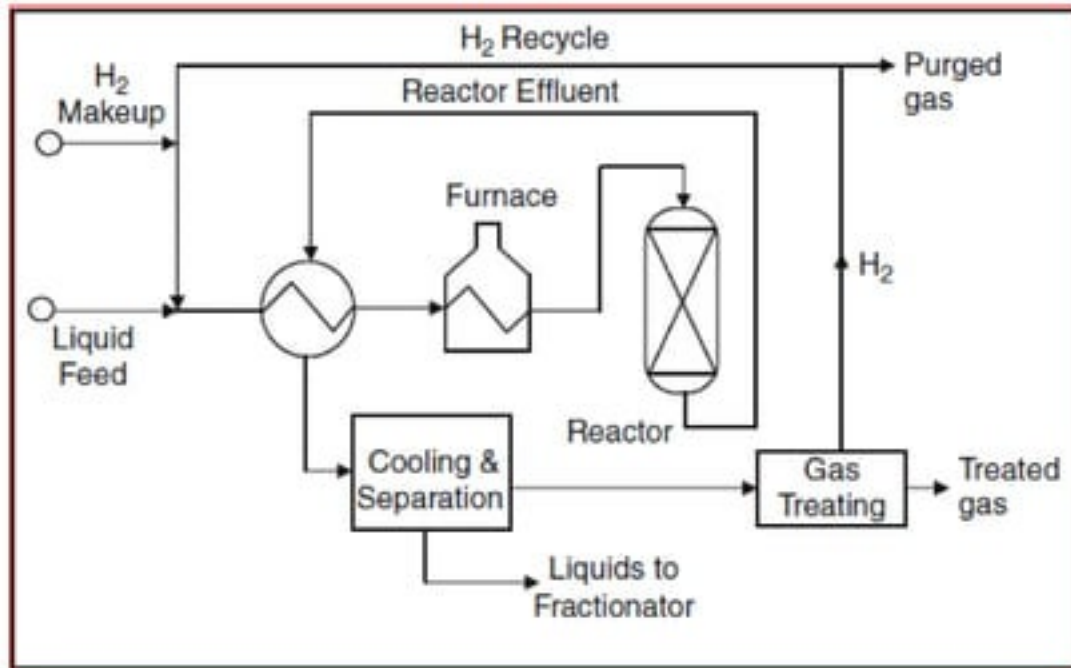 H₂ Recycle
H₂
Makeup
Purged
gas
Reactor Effluent
Furnace
H₂
Liquid
Feed
Reactor
Cooling &
Separation
Gas
Treating
Treated
gas
Liquids to
Fractionator